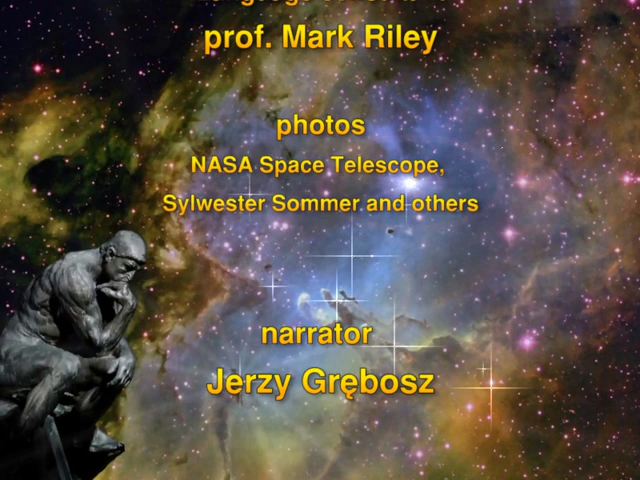 prof. Mark Riley
photos
NASA Space Telescope,
Sylwester Sommer and others
narrator
Jerzy Grębosz